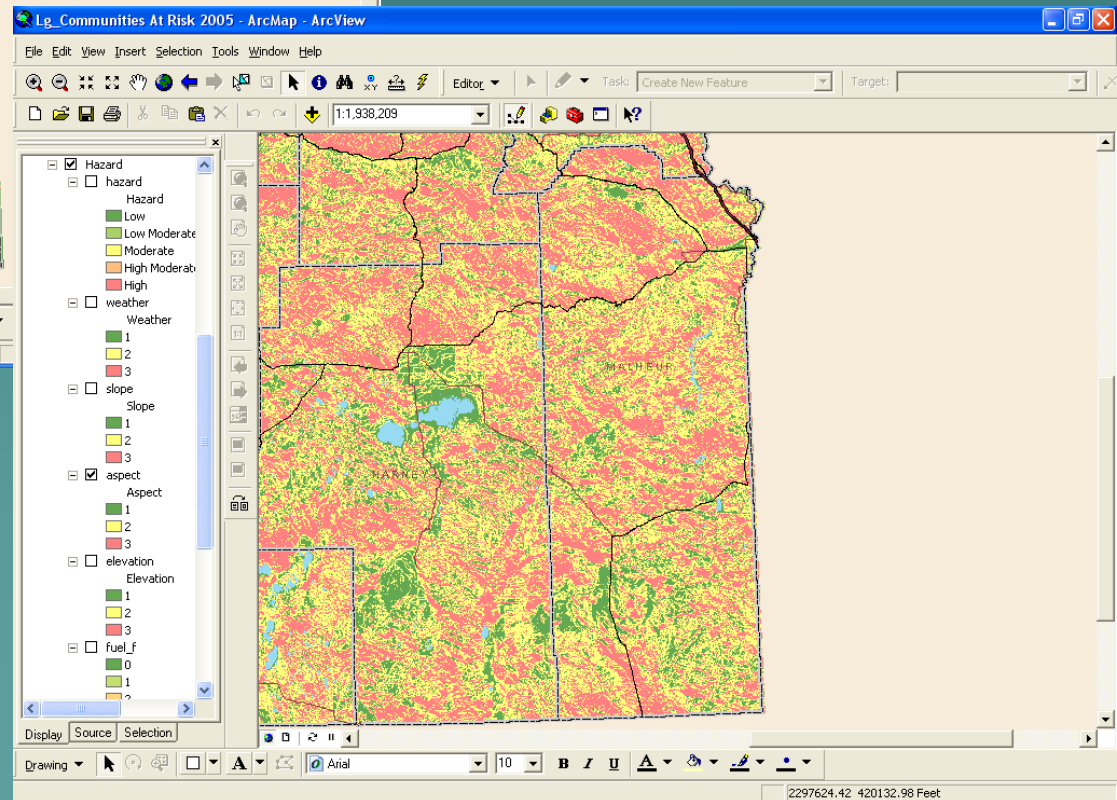 Lg_Communities At Risk 2005 - ArcMap - ArcView
File Edit View Insert Selection Tools Window Help
Editor Task: Create New Feature Target:
1:1,938,209
Hazard
hazard
Hazard
Low
Low Moderate
Moderate
High Moderat
High
weather
Weather
1
2
3
slope
Slope
1
2
3
aspect
Aspect
1
2
3
elevation
Elevation
1
2
3
fuel_f
0
1
MALHEUR
HARNEY
Display Source Selection
Drawing A Arial 10 B I U A
2297624.42 420132.98 Feet